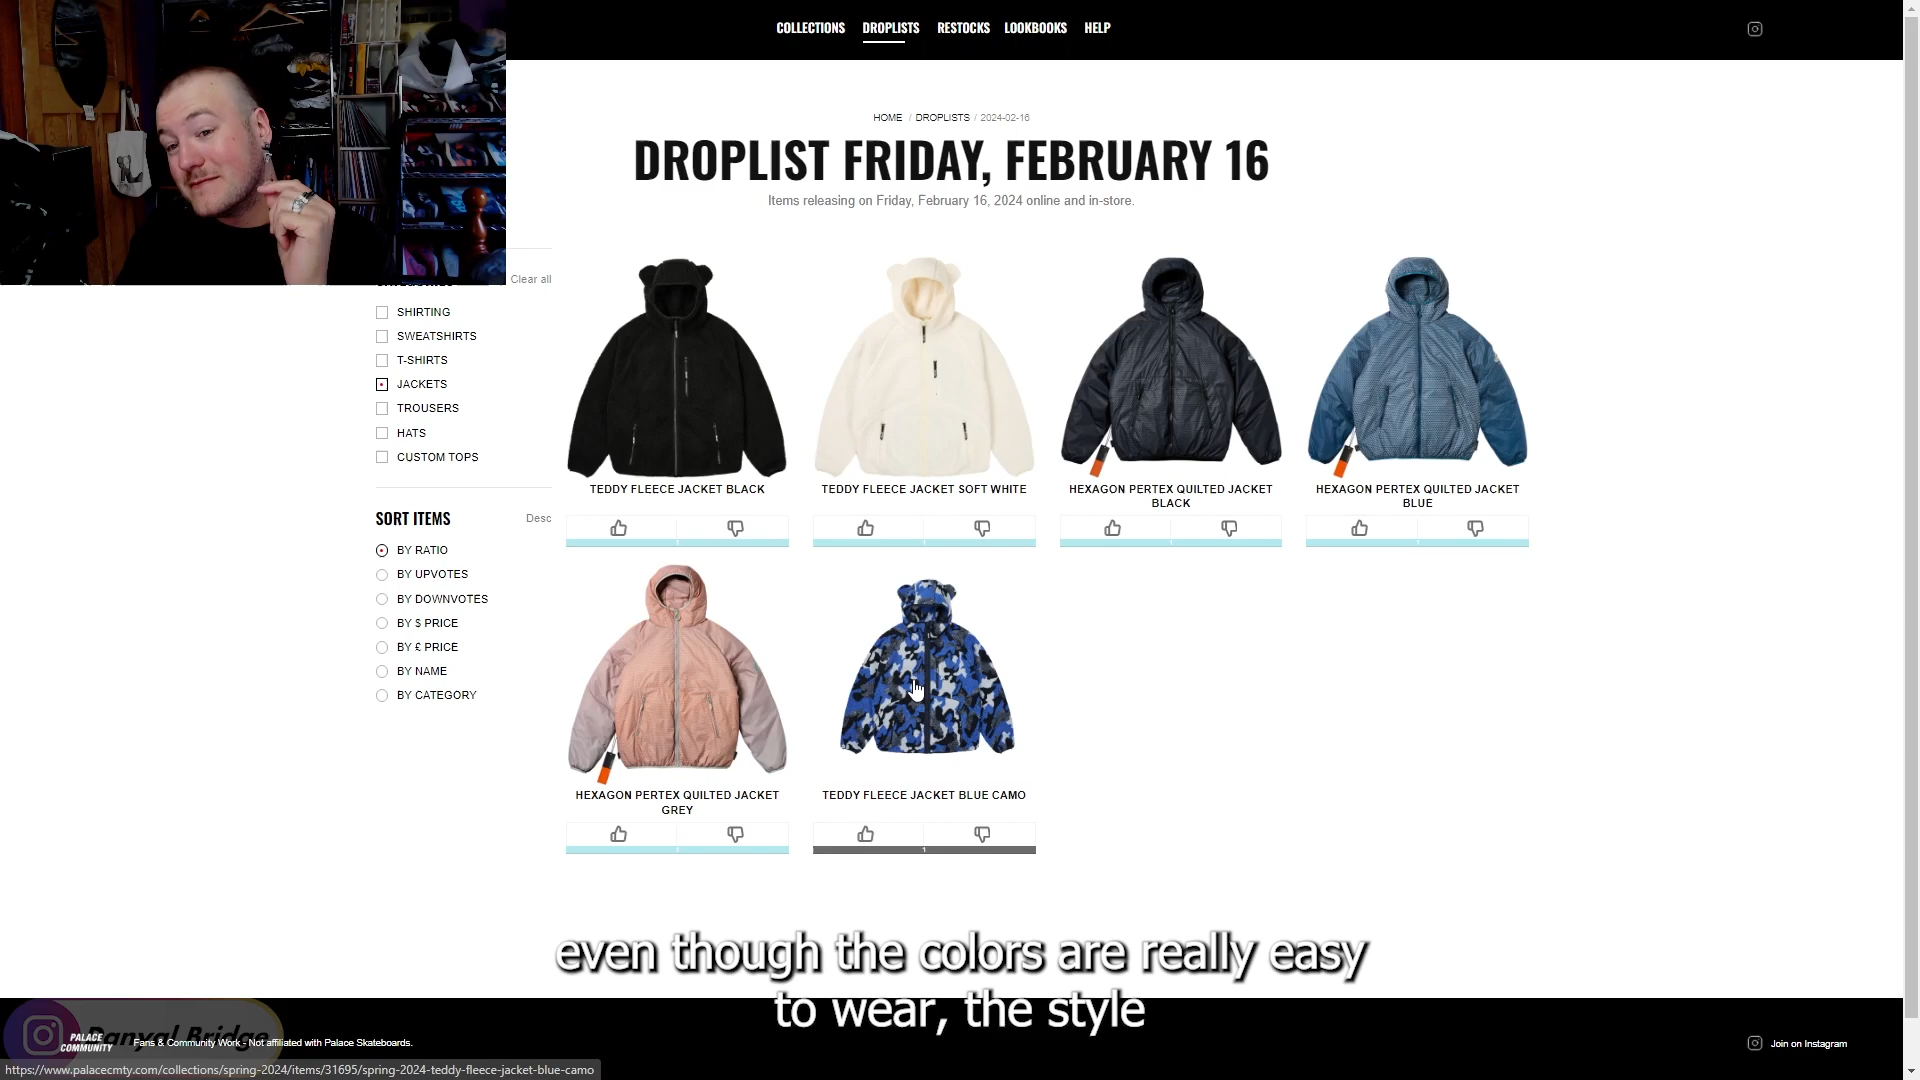 COLLECTIONS DROPLISTS RESTOCKS LOOKBOOKS HELP
HOME / DROPLISTS / 2024-02-16
DROPLIST FRIDAY, FEBRUARY 16
Items releasing on Friday, February 16, 2024 online and in-store.
Clear all
SHIRTING
SWEATSHIRTS
T-SHIRTS
JACKETS
TROUSERS
HATS
CUSTOM TOPS
SORT ITEMS Desc
BY RATIO
BY UPVOTES
BY DOWNVOTES
BY $ PRICE
BY £ PRICE
BY NAME
BY CATEGORY
TEDDY FLEECE JACKET BLACK
TEDDY FLEECE JACKET SOFT WHITE
HEXAGON PERTEX QUILTED JACKET
BLACK
HEXAGON PERTEX QUILTED JACKET
BLUE
HEXAGON PERTEX QUILTED JACKET
GREY
TEDDY FLEECE JACKET BLUE CAMO
1
even though the colors are really easy
to wear, the style
Danyal Bridge
PALACE
COMMUNITY
Fans & Community Work - Not affiliated with Palace Skateboards.
Join on Instagram
https://www.palacecmty.com/collections/spring-2024/items/31695/spring-2024-teddy-fleece-jacket-blue-camo